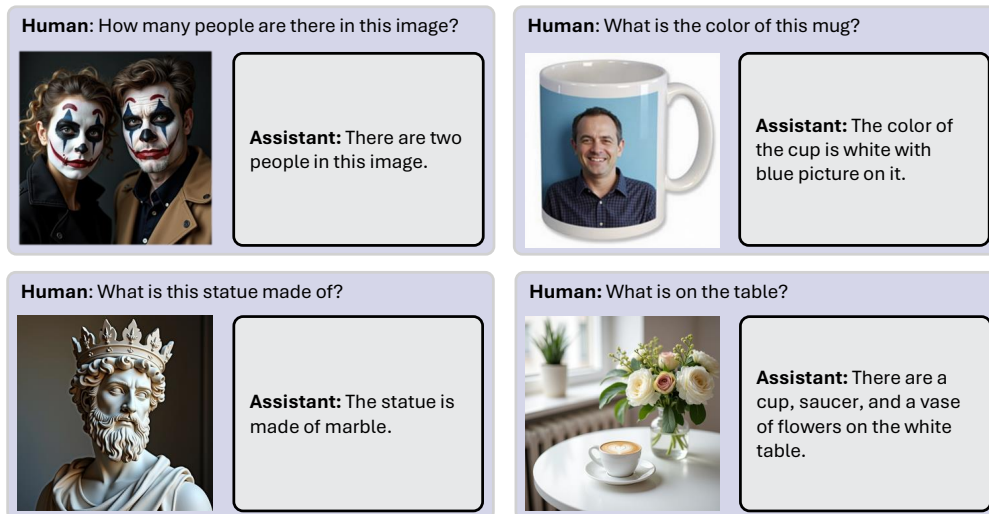 Human: How many people are there in this image?
Assistant: There are two
people in this image.
Human: What is the color of this mug?
Assistant: The color of
the cup is white with
blue picture on it.
Human: What is this statue made of?
Assistant: The statue is
made of marble.
Human: What is on the table?
Assistant: There are a
cup, saucer, and a vase
of flowers on the white
table.